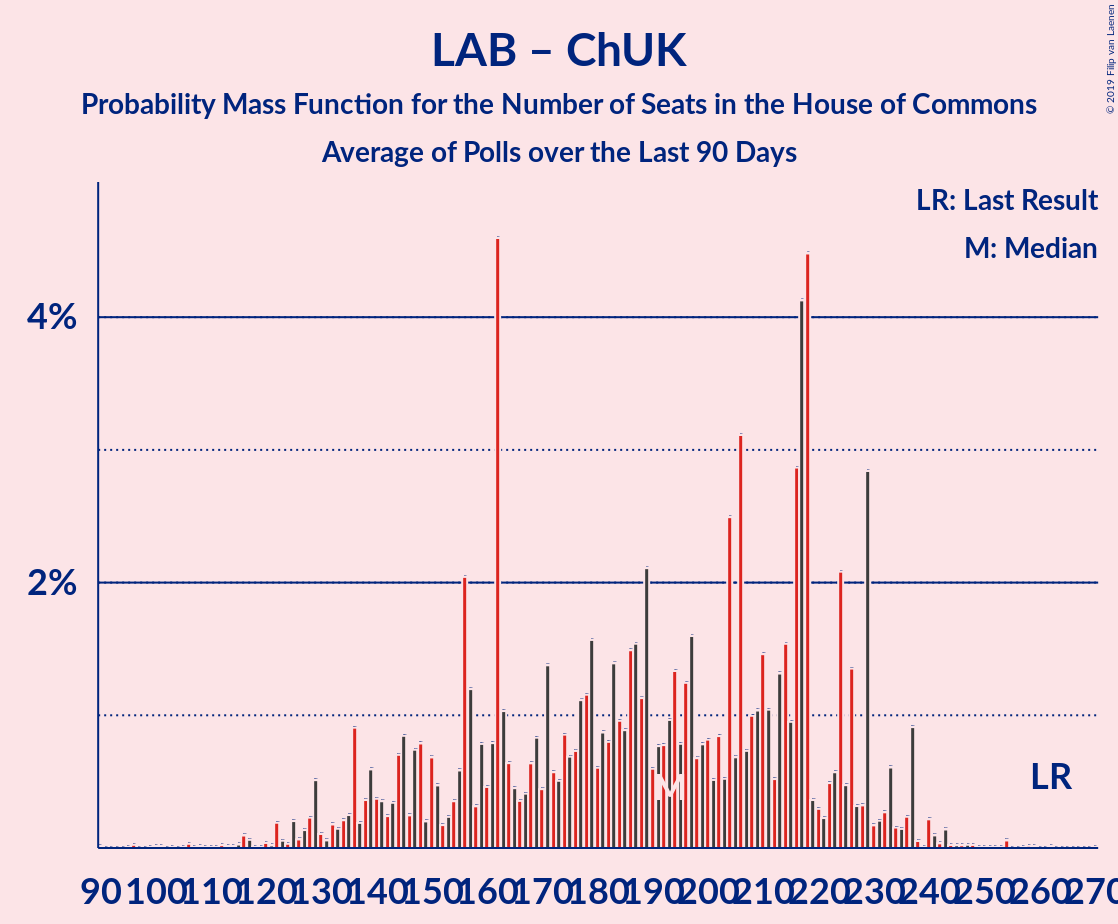 LAB – ChUK
Probability Mass Function for the Number of Seats in the House of Commons
Average of Polls over the Last 90 Days
© 2019 Filip van Laenen
LR: Last Result
M: Median
4%
2%
LR
M
90 100 110 120 130 140 150 160 170 180 190 200 210 220 230 240 250 260 270